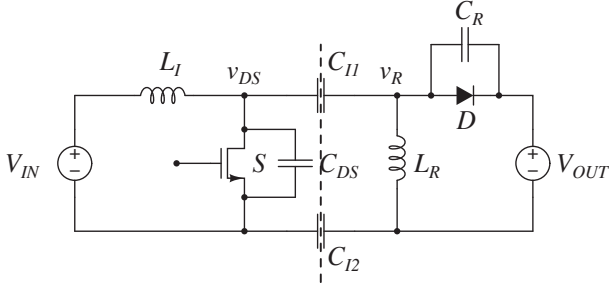 C_R
L_I
v_DS
C_I1
v_R
D
V_IN
+
−
S
C_DS
L_R
+
−
V_OUT
C_I2